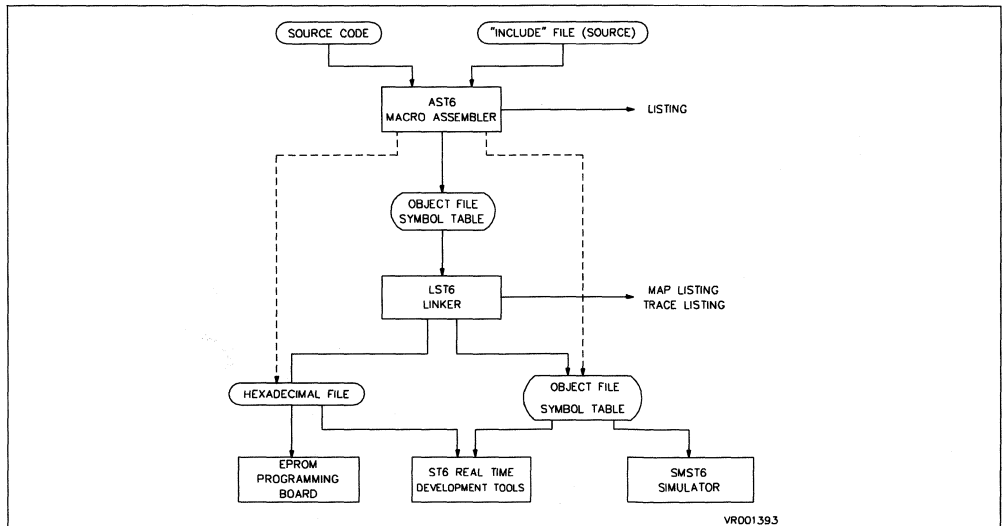 SOURCE CODE
"INCLUDE" FILE (SOURCE)
AST6
MACRO ASSEMBLER
LISTING
OBJECT FILE
SYMBOL TABLE
LST6
LINKER
MAP LISTING
TRACE LISTING
HEXADECIMAL FILE
OBJECT FILE
SYMBOL TABLE
EPROM
PROGRAMMING
BOARD
ST6 REAL TIME
DEVELOPMENT TOOLS
SMST6
SIMULATOR
VR001393